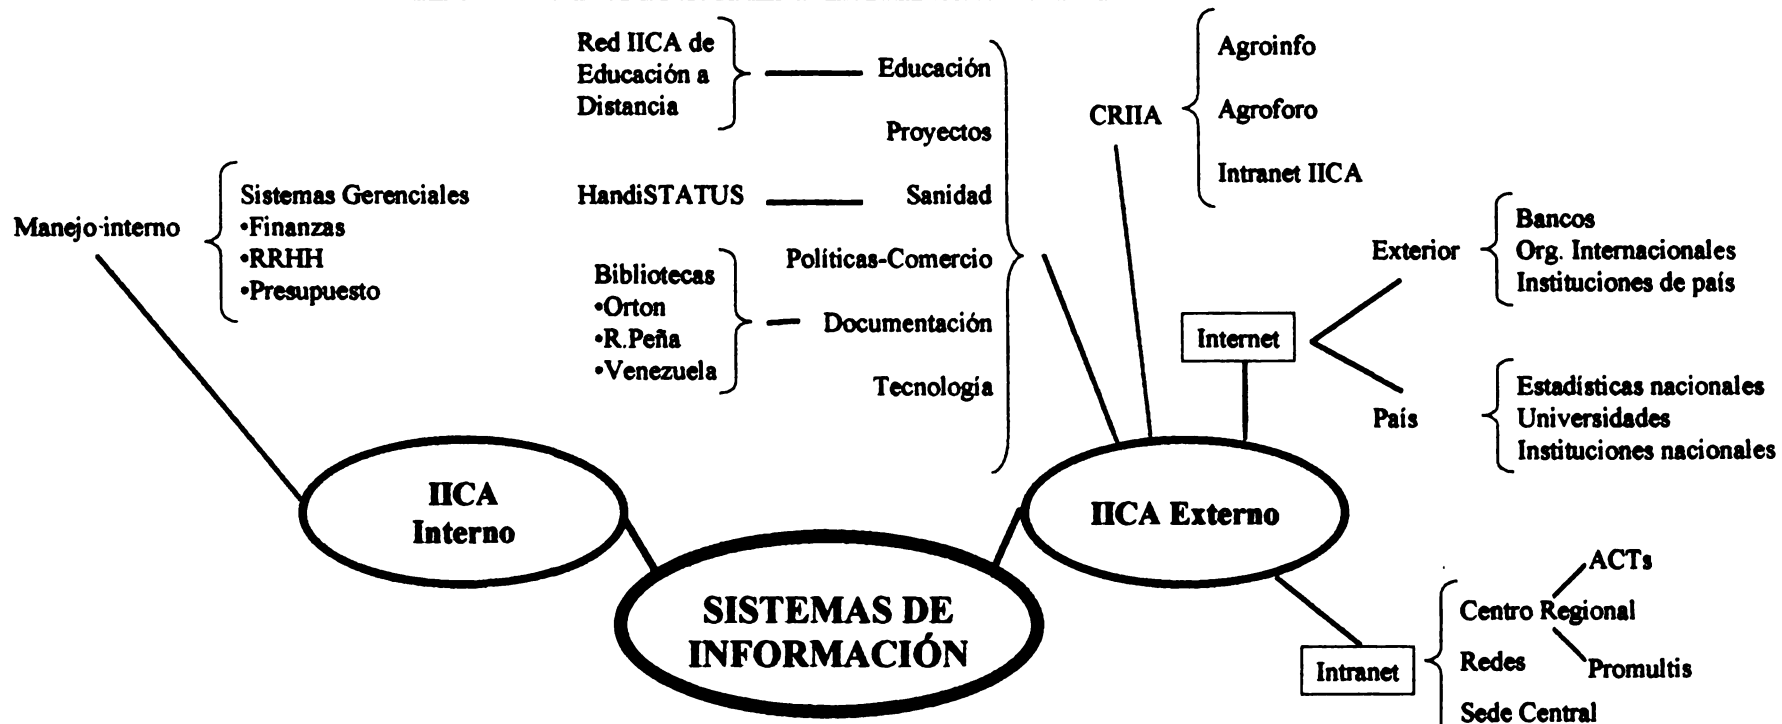 Red IICA de
Educación a
Distancia
Educación
Proyectos
HandiSTATUS
Sanidad
Políticas-Comercio
Bibliotecas
•Orton
•R.Peña
•Venezuela
Documentación
Tecnología
CRIIA
Agroinfo
Agroforo
Intranet IICA
Manejo interno
Sistemas Gerenciales
•Finanzas
•RRHH
•Presupuesto
Exterior
Bancos
Org. Internacionales
Instituciones de país
Internet
País
Estadísticas nacionales
Universidades
Instituciones nacionales
IICA
Interno
IICA Externo
SISTEMAS DE
INFORMACIÓN
Intranet
Centro Regional
ACTs
Promultis
Redes
Sede Central